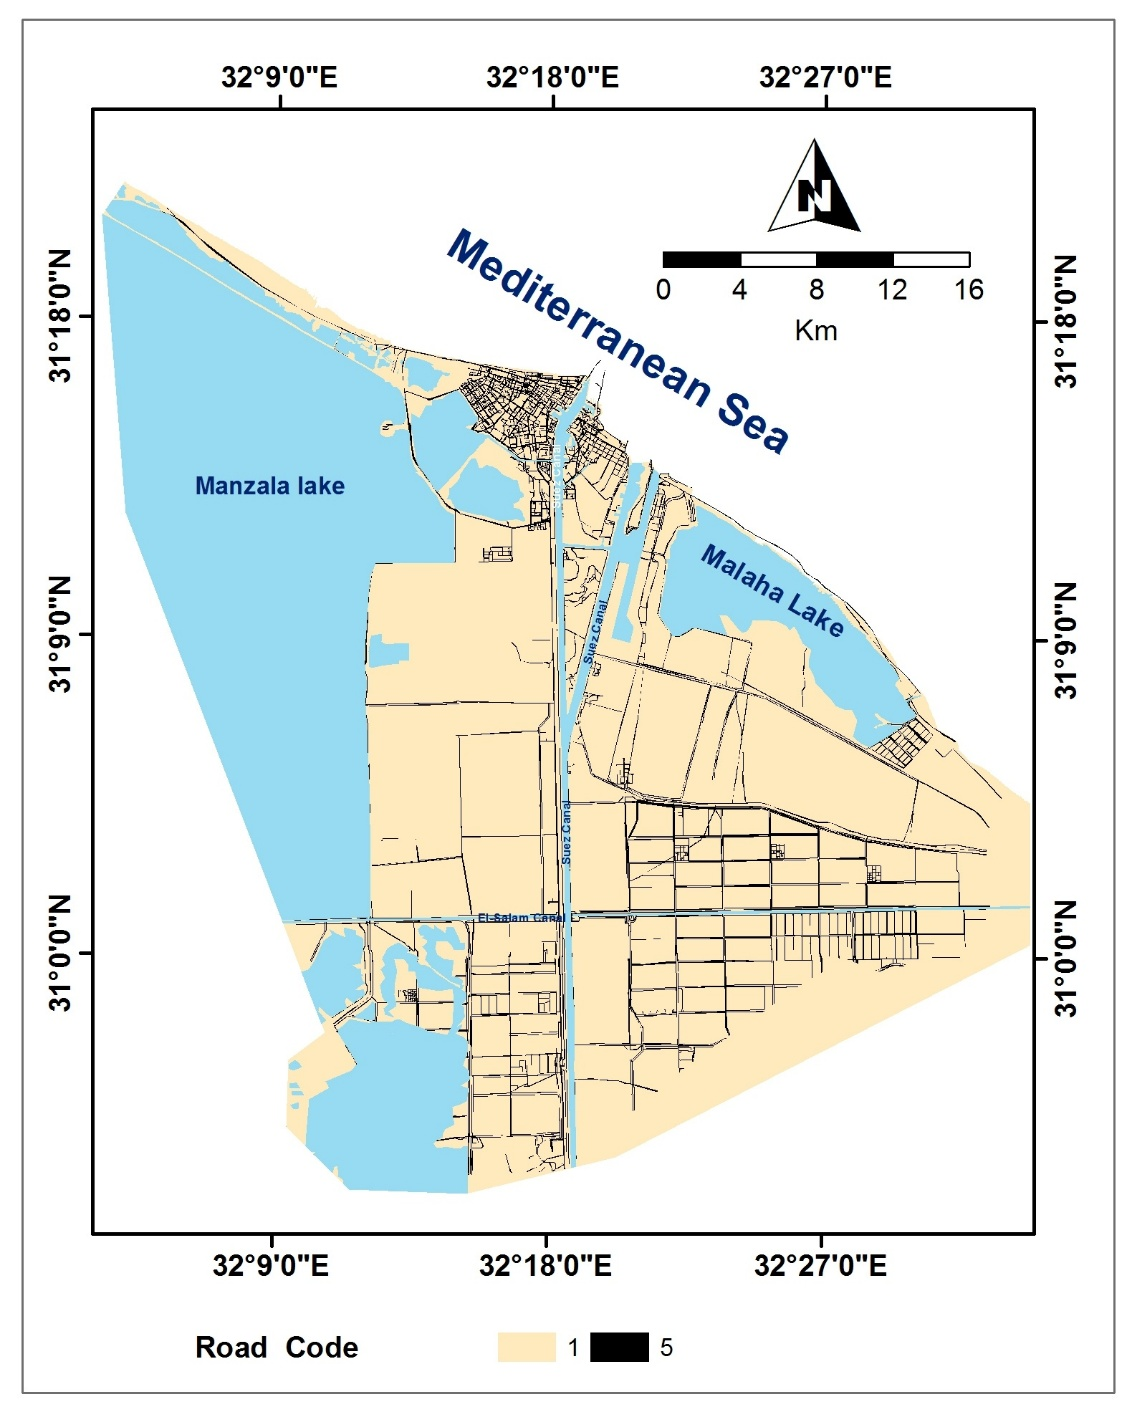 32°9'0"E 32°18'0"E 32°27'0"E
N
0 4 8 12 16
Km
Mediterranean Sea
31°18'0"N
31°18'0"N
Manzala lake
Malaha Lake
31°9'0"N
31°9'0"N
Suez Canal
Suez Canal
El-Salam Canal
31°0'0"N
31°0'0"N
32°9'0"E 32°18'0"E 32°27'0"E
Road Code 1 5